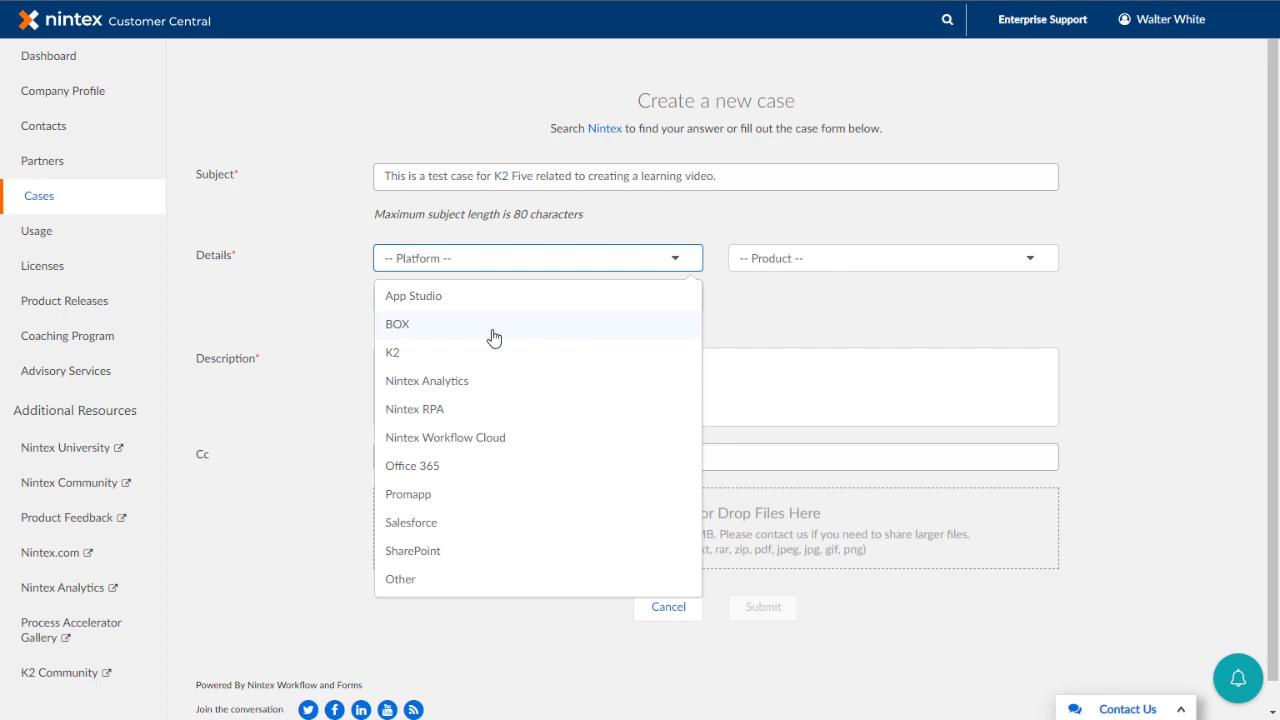 nintex Customer Central
Enterprise Support
Walter White
Dashboard
Company Profile
Contacts
Partners
Cases
Usage
Licenses
Product Releases
Coaching Program
Advisory Services
Additional Resources
Nintex University
Nintex Community
Product Feedback
Nintex.com
Nintex Analytics
Process Accelerator
Gallery
K2 Community
Create a new case
Search Nintex to find your answer or fill out the case form below.
Subject*
This is a test case for K2 Five related to creating a learning video.
Maximum subject length is 80 characters
Details*
-- Platform --
-- Product --
App Studio
BOX
K2
Nintex Analytics
Nintex RPA
Nintex Workflow Cloud
Office 365
Promapp
Salesforce
SharePoint
Other
Description*
Cc
or Drop Files Here
MB. Please contact us if you need to share larger files.
rar, zip, pdf, jpeg, jpg, gif, png)
Cancel
Submit
Powered By Nintex Workflow and Forms
Join the conversation
Contact Us